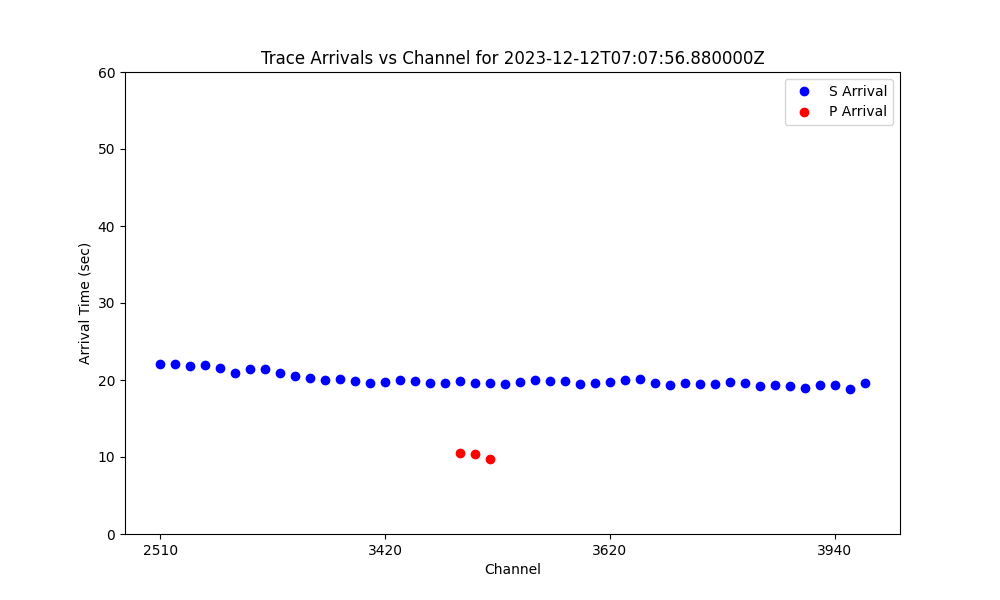 Trace Arrivals vs Channel for 2023-12-12T07:07:56.880000Z
S Arrival
P Arrival
60
50
40
30
20
10
0
Arrival Time (sec)
2510 3420 3620 3940
Channel